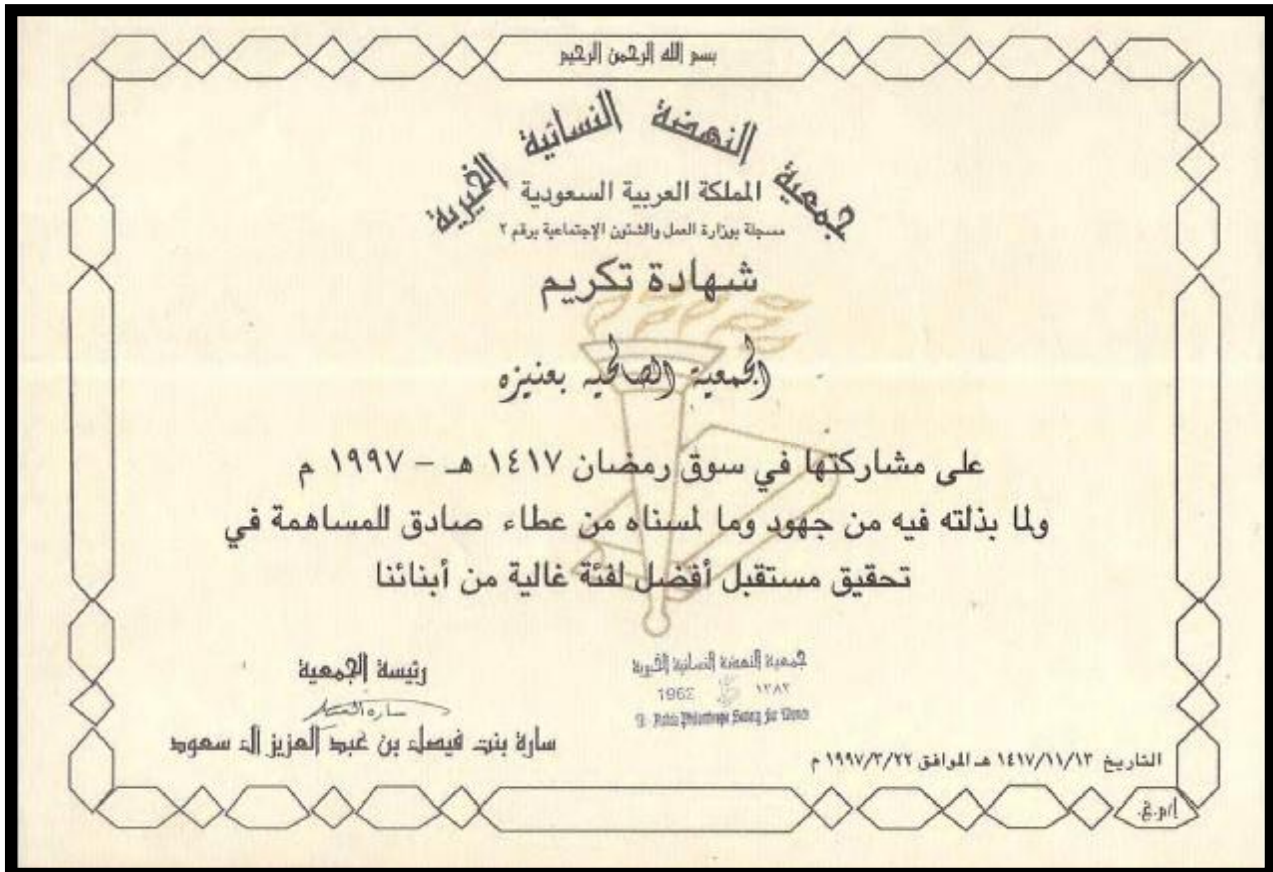 بسم الله الرحمن الرحيم
جمعية النهضة النسائية الخيرية
المملكة العربية السعودية
مسجلة بوزارة العمل والشئون الإجتماعية برقم ٢
شهادة تكريم
الجمعية الصالحيه بعنيزه
على مشاركتها في سوق رمضان ١٤١٧ هـ – ١٩٩٧ م
ولما بذلته فيه من جهود وما لمسناه من عطاء صادق للمساهمة في
تحقيق مستقبل أفضل لفئة غالية من أبنائنا
رئيسة الجمعية
سارة بنت فيصل بن عبد العزيز آل سعود
جمعية النهضة النسائية الخيرية
1962 ١٣٨٢
التاريخ ١٤١٧/١١/١٣ هـ الموافق ١٩٩٧/٣/٢٢ م
أ/م.غ.